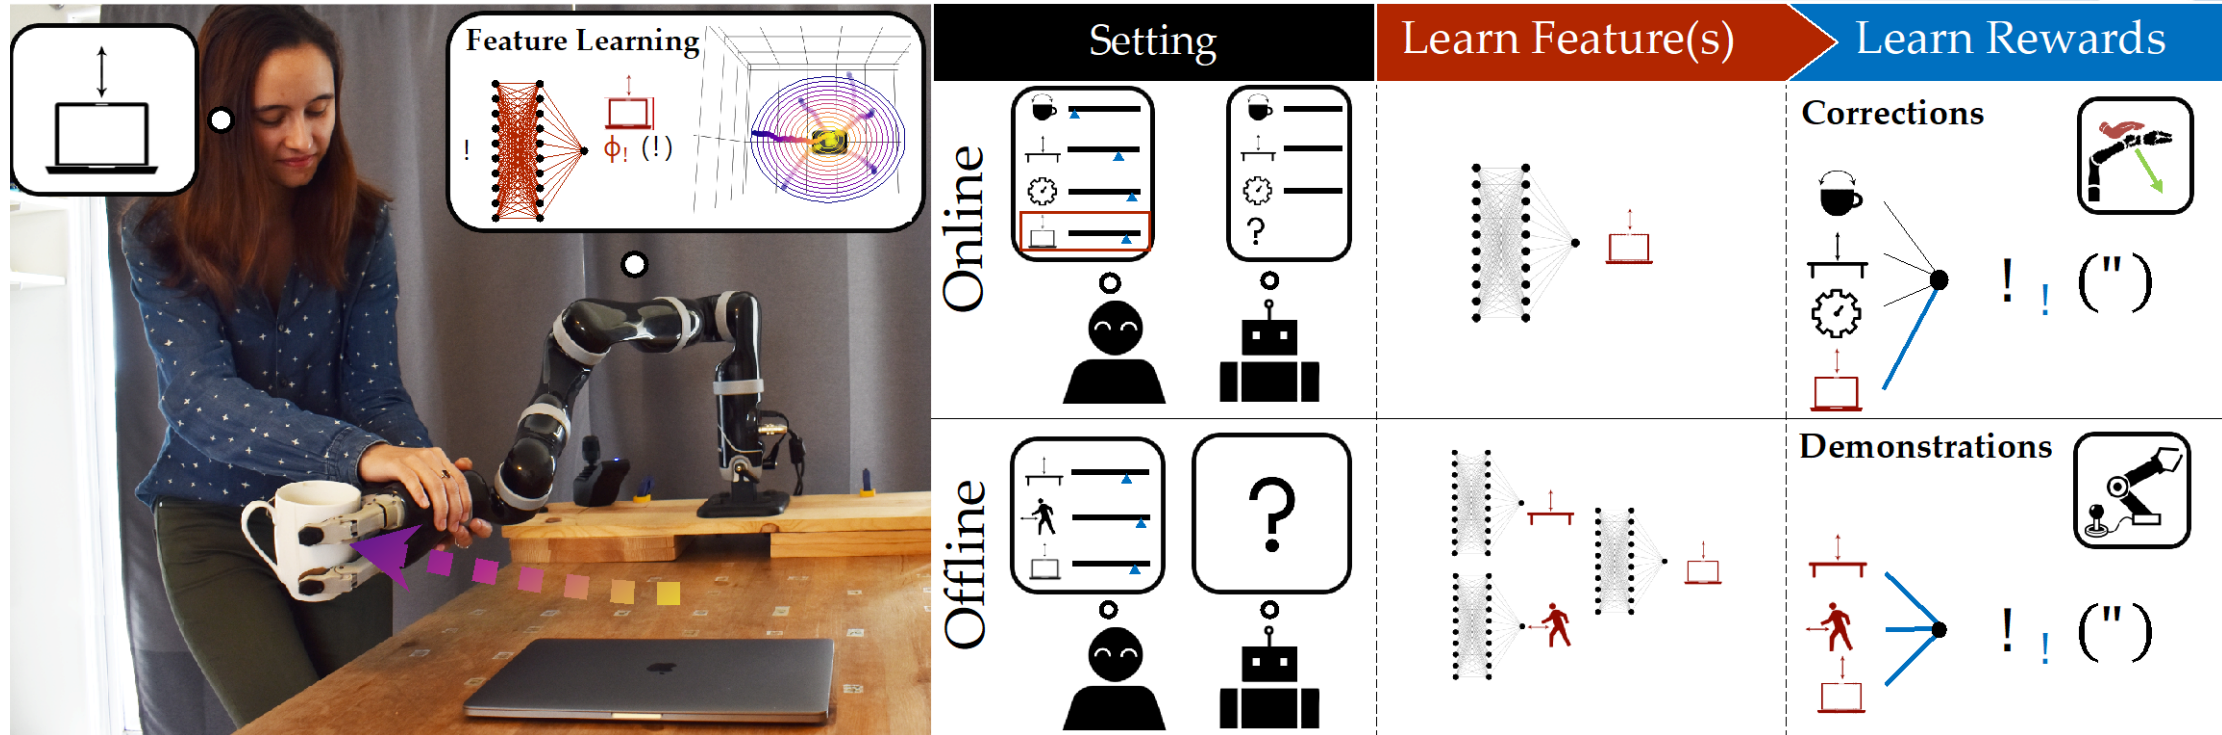 Feature Learning
!
ϕ! (!)
Setting
Learn Feature(s)
Learn Rewards
Online
?
Corrections
! ! (")
Offline
?
Demonstrations
! ! (")